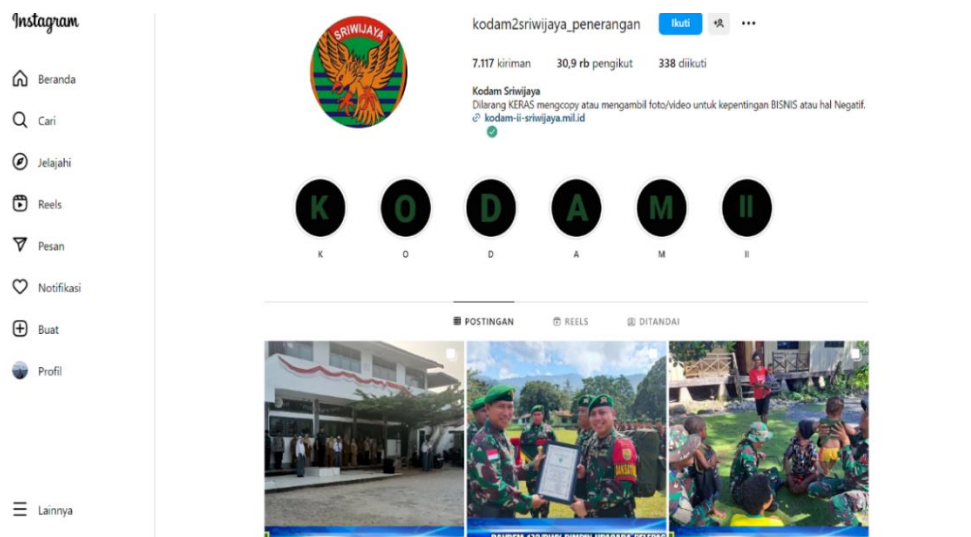 Instagram
Beranda
Cari
Jelajahi
Reels
Pesan
Notifikasi
Buat
Profil
Lainnya
SRIWIJAYA
kodam2sriwijaya_penerangan
Ikuti
7.117 kiriman 30,9 rb pengikut 338 diikuti
Kodam Sriwijaya
Dilarang KERAS mengcopy atau mengambil foto/video untuk kepentingan BISNIS atau hal Negatif.
kodam-ii-sriwijaya.mil.id
K O D A M II
K O D A M II
POSTINGAN REELS DITANDAI